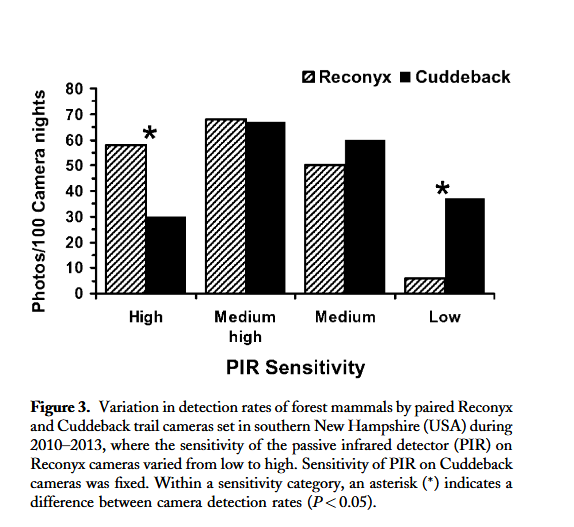 Reconyx Cuddeback
Photos/100 Camera nights
80
70
60
50
40
30
20
10
0
*
*
High
Medium high
Medium
Low
PIR Sensitivity
Figure 3. Variation in detection rates of forest mammals by paired Reconyx
and Cuddeback trail cameras set in southern New Hampshire (USA) during
2010–2013, where the sensitivity of the passive infrared detector (PIR) on
Reconyx cameras varied from low to high. Sensitivity of PIR on Cuddeback
cameras was fixed. Within a sensitivity category, an asterisk (*) indicates a
difference between camera detection rates (P < 0.05).